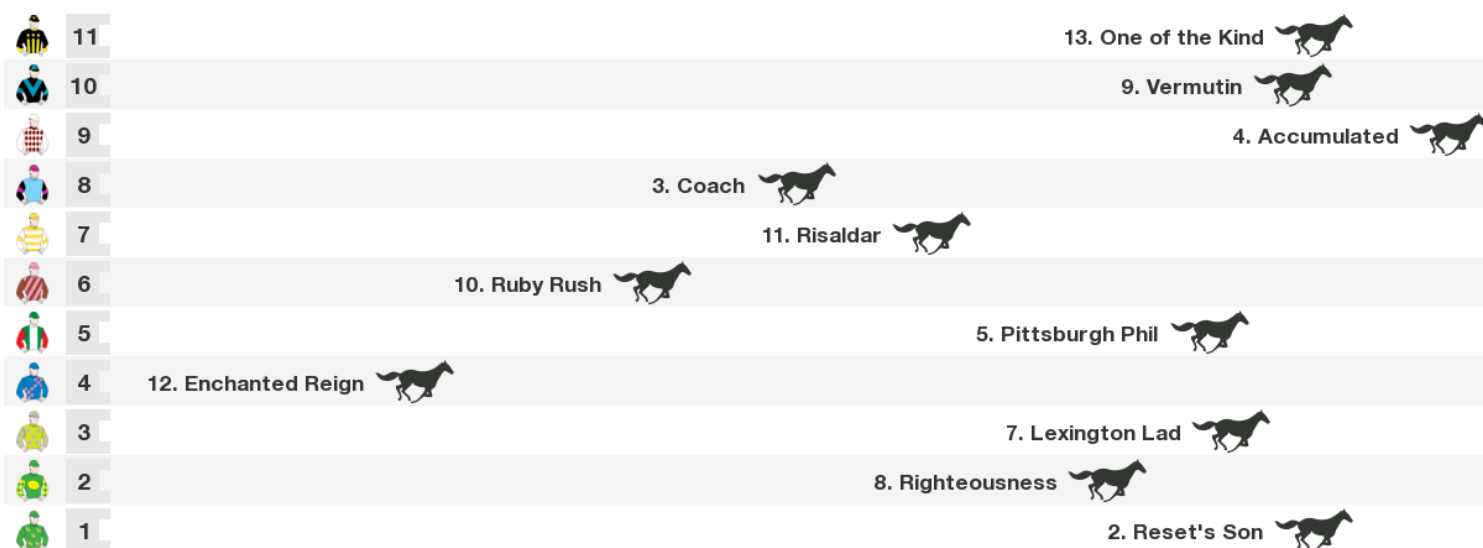 11 13. One of the Kind
10 9. Vermutin
9 4. Accumulated
8 3. Coach
7 11. Risaldar
6 10. Ruby Rush
5 5. Pittsburgh Phil
4 12. Enchanted Reign
3 7. Lexington Lad
2 8. Righteousness
1 2. Reset's Son